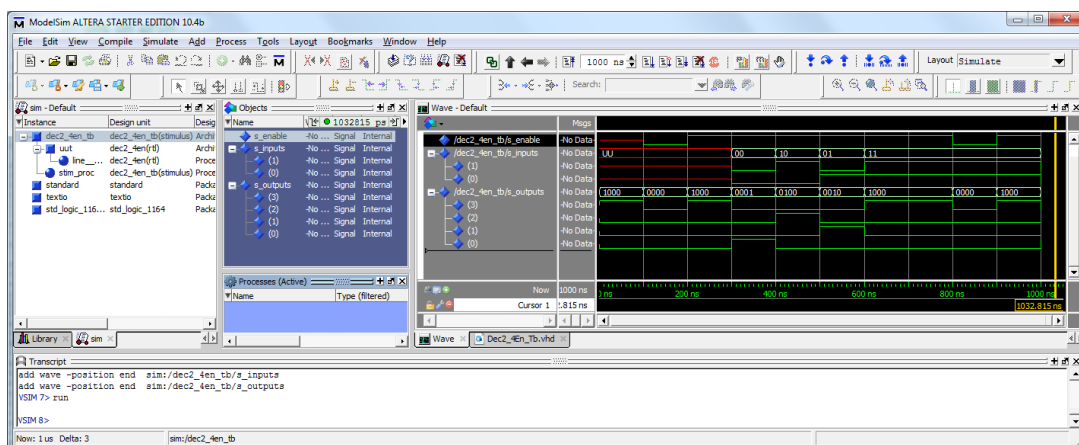 ModelSim ALTERA STARTER EDITION 10.4b
File Edit View Compile Simulate Add Process Tools Layout Bookmarks Window Help
1000 ns
Layout Simulate
Search:
sim - Default
Instance Design unit
dec2_4en_tb dec2_4en_tb(stimulus) Archi
uut dec2_4en(rtl) Archi
line__... dec2_4en(rtl) Proce
stim_proc dec2_4en_tb(stimulus) Proce
standard standard Packa
textio textio Packa
std_logic_116... std_logic_1164 Packa
Library
sim
Objects
Name 1032815 ps
s_enable -No ... Signal Internal
s_inputs -No ... Signal Internal
(1) -No ... Signal Internal
(0) -No ... Signal Internal
s_outputs -No ... Signal Internal
(3) -No ... Signal Internal
(2) -No ... Signal Internal
(1) -No ... Signal Internal
(0) -No ... Signal Internal
Processes (Active)
Name Type (filtered)
Wave - Default
Msgs
/dec2_4en_tb/s_enable -No Data-
/dec2_4en_tb/s_inputs -No Data- UU 00 10 01 11
(1) -No Data-
(0) -No Data-
/dec2_4en_tb/s_outputs -No Data- 1000 0000 1000 0001 0100 0010 1000 0000 1000
(3) -No Data-
(2) -No Data-
(1) -No Data-
(0) -No Data-
Now 1000 ns 200 ns 400 ns 600 ns 800 ns 1000 ns
Cursor 1 !.815 ns 1032.815 ns
Wave Dec2_4En_Tb.vhd
Transcript
add wave -position end sim:/dec2_4en_tb/s_inputs
add wave -position end sim:/dec2_4en_tb/s_outputs
VSIM 7> run
VSIM 8>
Now: 1 us Delta: 3 sim:/dec2_4en_tb